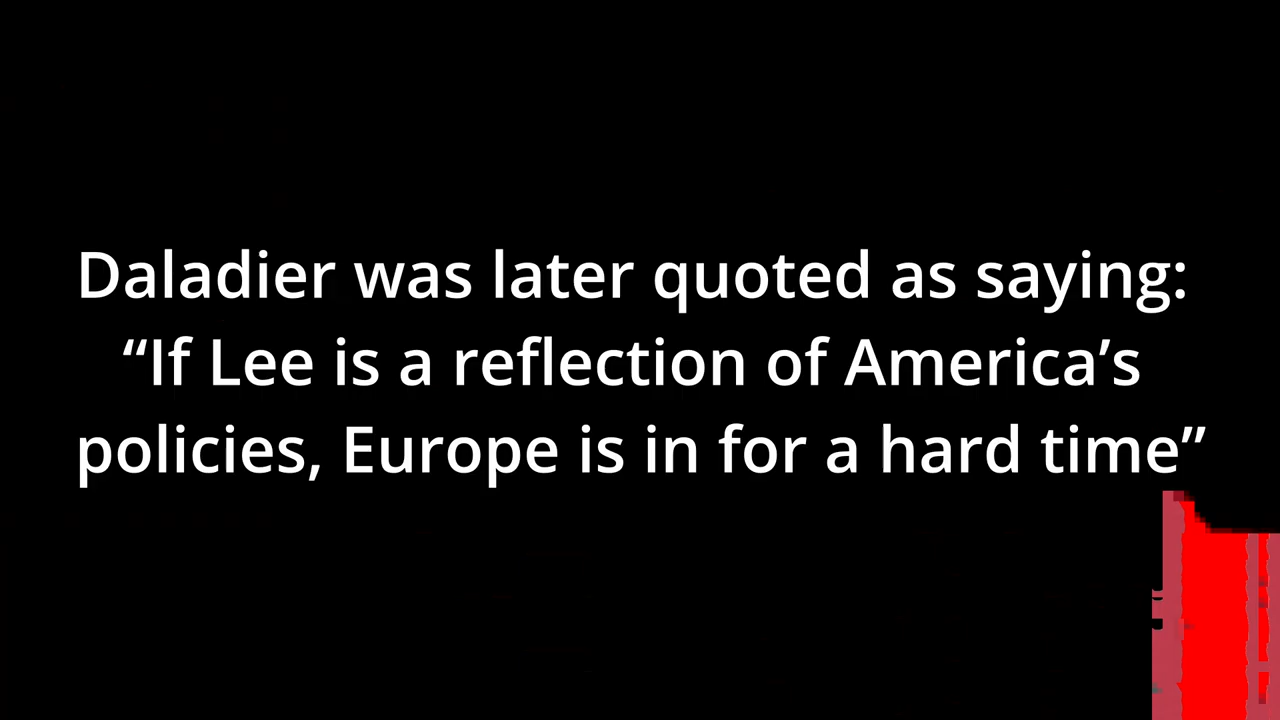 Daladier was later quoted as saying:
“If Lee is a reflection of America’s
policies, Europe is in for a hard time”